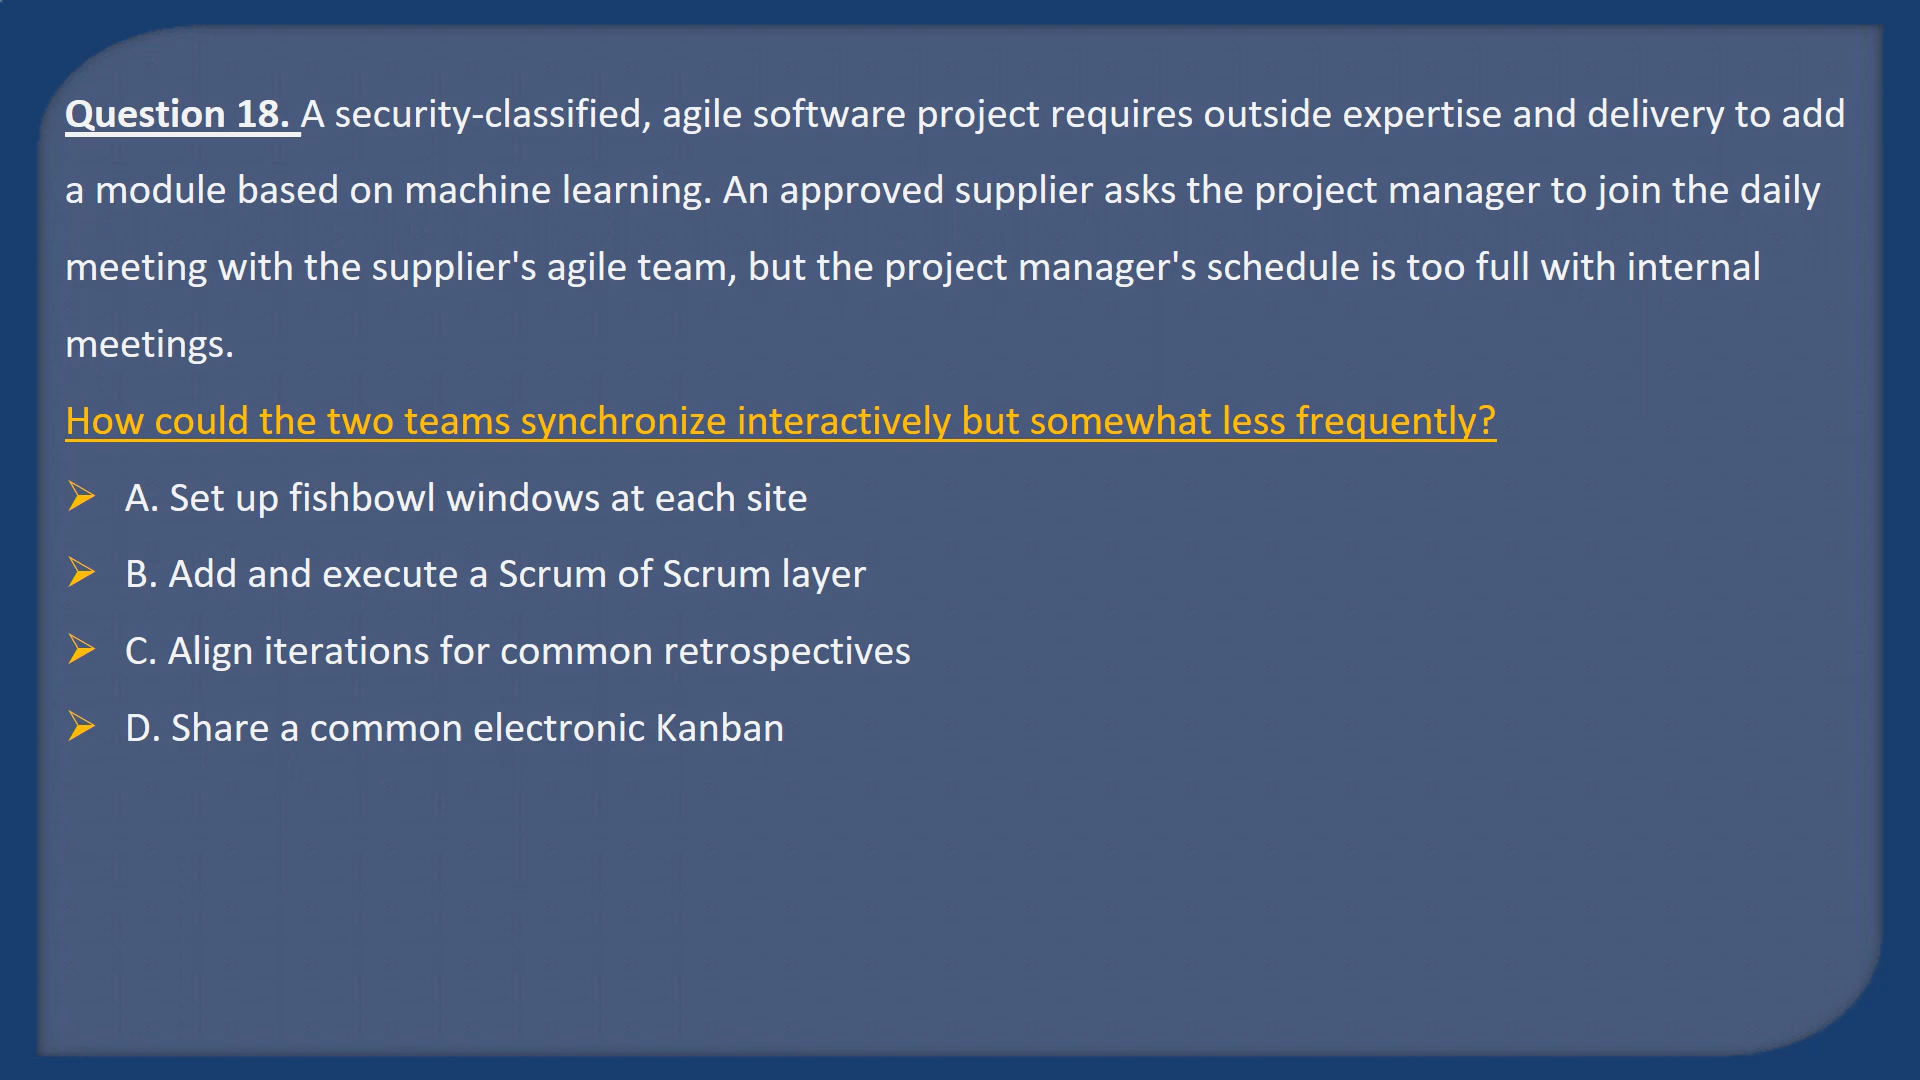 Question 18. A security-classified, agile software project requires outside expertise and delivery to add
a module based on machine learning. An approved supplier asks the project manager to join the daily
meeting with the supplier's agile team, but the project manager's schedule is too full with internal
meetings.
How could the two teams synchronize interactively but somewhat less frequently?
A. Set up fishbowl windows at each site
B. Add and execute a Scrum of Scrum layer
C. Align iterations for common retrospectives
D. Share a common electronic Kanban